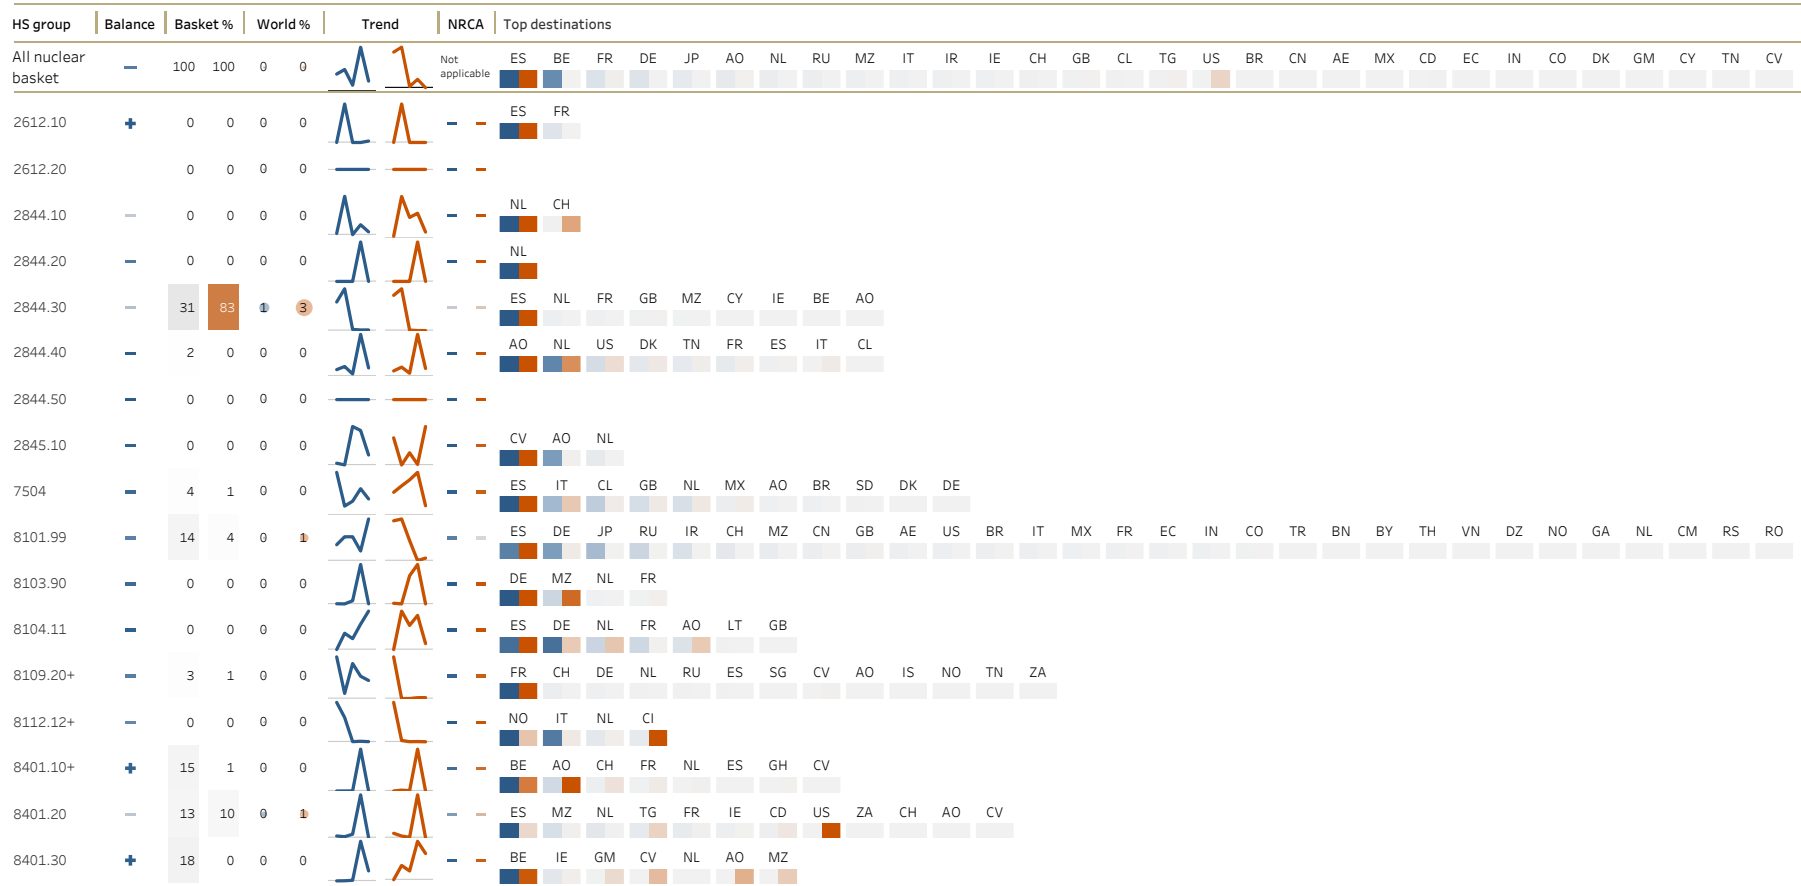 HS group Balance Basket % World % Trend NRCA Top destinations
All nuclear basket 100 100 0 0 Not applicable ES BE FR DE JP AO NL RU MZ IT IR IE CH GB CL TG US BR CN AE MX CD EC IN CO DK GM CY TN CV
2612.10 0 0 0 0 ES FR
2612.20 0 0 0 0
2844.10 0 0 0 0 NL CH
2844.20 0 0 0 0 NL
2844.30 31 83 1 3 ES NL FR GB MZ CY IE BE AO
2844.40 2 0 0 0 AO NL US DK TN FR ES IT CL
2844.50 0 0 0 0
2845.10 0 0 0 0 CV AO NL
7504 4 1 0 0 ES IT CL GB NL MX AO BR SD DK DE
8101.99 14 4 0 1 ES DE JP RU IR CH MZ CN GB AE US BR IT MX FR EC IN CO TR BN BY TH VN DZ NO GA NL CM RS RO
8103.90 0 0 0 0 DE MZ NL FR
8104.11 0 0 0 0 ES DE NL FR AO LT GB
8109.20+ 3 1 0 0 FR CH DE NL RU ES SG CV AO IS NO TN ZA
8112.12+ 0 0 0 0 NO IT NL CI
8401.10+ 15 1 0 0 BE AO CH FR NL ES GH CV
8401.20 13 10 0 1 ES MZ NL TG FR IE CD US ZA CH AO CV
8401.30 18 0 0 0 BE IE GM CV NL AO MZ